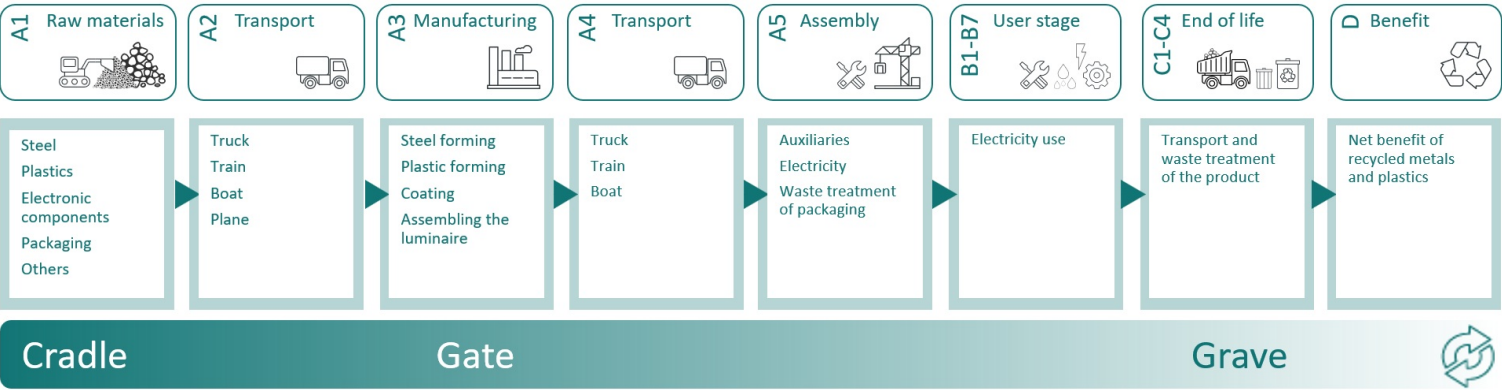 A1 Raw materials
A2 Transport
A3 Manufacturing
A4 Transport
A5 Assembly
B1-B7 User stage
C1-C4 End of life
D Benefit
Steel
Plastics
Electronic
components
Packaging
Others
Truck
Train
Boat
Plane
Steel forming
Plastic forming
Coating
Assembling the
luminaire
Truck
Train
Boat
Auxiliaries
Electricity
Waste treatment
of packaging
Electricity use
Transport and
waste treatment
of the product
Net benefit of
recycled metals
and plastics
Cradle
Gate
Grave